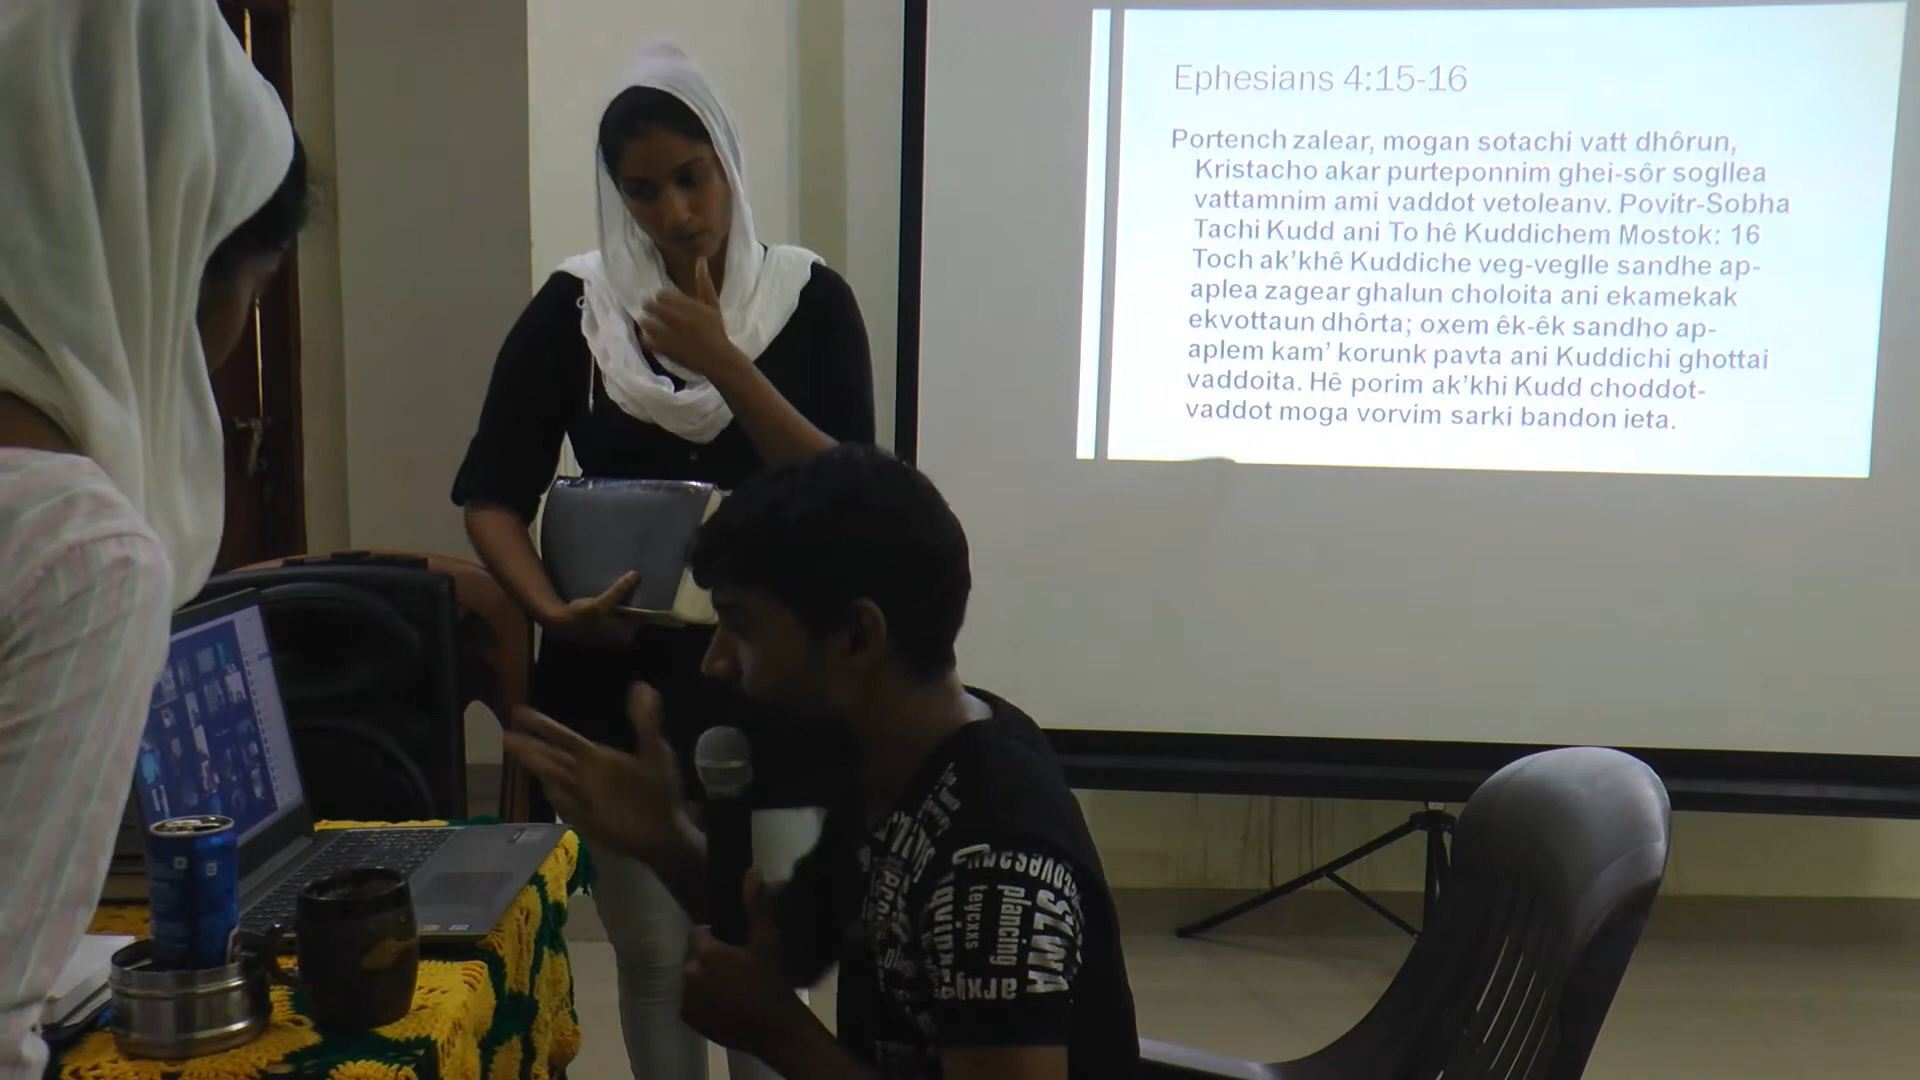 Ephesians 4:15-16
Portench zalear, mogan sotachi vatt dhôrun,
Kristacho akar purteponnim ghei-sôr sogllea
vattamnim ami vaddot vetoleanv. Povitr-Sobha
Tachi Kudd ani To hê Kuddichem Mostok: 16
Toch ak’khê Kuddiche veg-veglle sandhe ap-
aplea zagear ghalun choloita ani ekamekak
ekvottaun dhôrta; oxem êk-êk sandho ap-
aplem kam’ korunk pavta ani Kuddichi ghottai
vaddoita. Hê porim ak’khi Kudd choddot-
vaddot moga vorvim sarki bandon ieta.
plancing